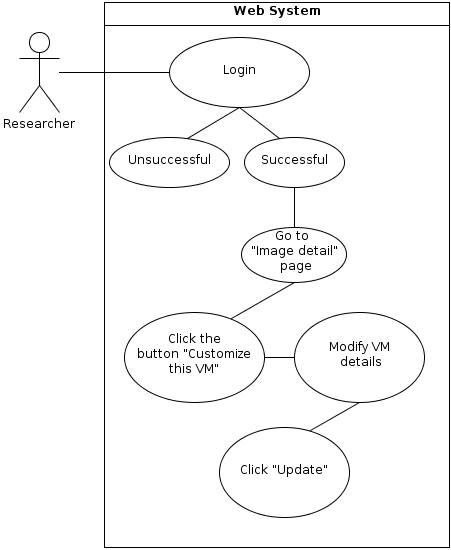 Web System
Login
Researcher
Unsuccessful
Successful
Go to
"Image detail"
page
Click the
button "Customize
this VM"
Modify VM
details
Click "Update"